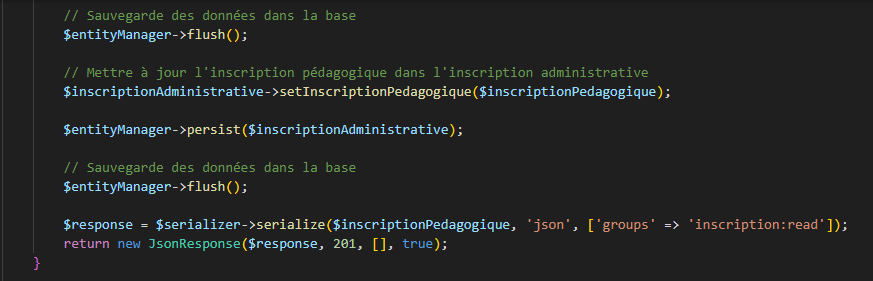 // Sauvegarde des données dans la base
$entityManager->flush();
// Mettre à jour l'inscription pédagogique dans l'inscription administrative
$inscriptionAdministrative->setInscriptionPedagogique($inscriptionPedagogique);
$entityManager->persist($inscriptionAdministrative);
// Sauvegarde des données dans la base
$entityManager->flush();
$response = $serializer->serialize($inscriptionPedagogique, 'json', ['groups' => 'inscription:read']);
return new JsonResponse($response, 201, [], true);
}